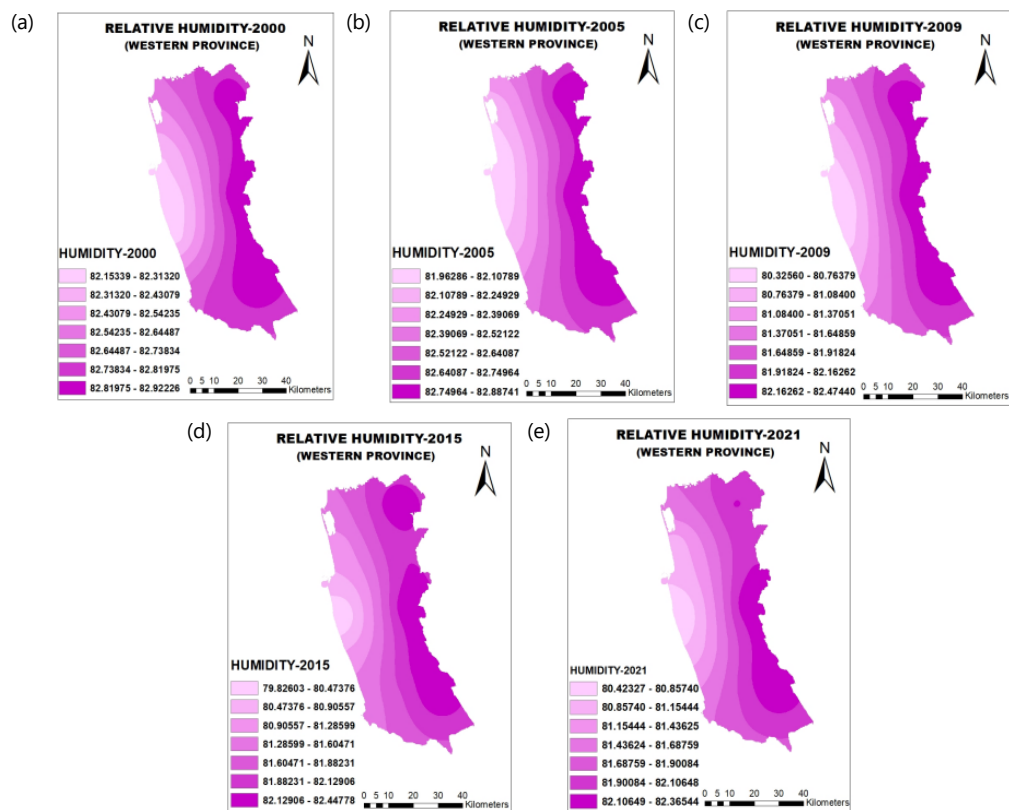 (a)
RELATIVE HUMIDITY-2000
(WESTERN PROVINCE)
N
HUMIDITY-2000
82.15339 - 82.31320
82.31320 - 82.43079
82.43079 - 82.54235
82.54235 - 82.64487
82.64487 - 82.73834
82.73834 - 82.81975
82.81975 - 82.92226
0 5 10 20 30 40
Kilometers
(b)
RELATIVE HUMIDITY-2005
(WESTERN PROVINCE)
N
HUMIDITY-2005
81.96286 - 82.10789
82.10789 - 82.24929
82.24929 - 82.39069
82.39069 - 82.52122
82.52122 - 82.64087
82.64087 - 82.74964
82.74964 - 82.88741
0 5 10 20 30 40
Kilometers
(c)
RELATIVE HUMIDITY-2009
(WESTERN PROVINCE)
N
HUMIDITY-2009
80.32560 - 80.76379
80.76379 - 81.08400
81.08400 - 81.37051
81.37051 - 81.64859
81.64859 - 81.91824
81.91824 - 82.16262
82.16262 - 82.47440
0 5 10 20 30 40
Kilometers
(d)
RELATIVE HUMIDITY-2015
(WESTERN PROVINCE)
N
HUMIDITY-2015
79.82603 - 80.47376
80.47376 - 80.90557
80.90557 - 81.28599
81.28599 - 81.60471
81.60471 - 81.88231
81.88231 - 82.12906
82.12906 - 82.44778
0 5 10 20 30 40
Kilometers
(e)
RELATIVE HUMIDITY-2021
(WESTERN PROVINCE)
N
HUMIDITY-2021
80.42327 - 80.85740
80.85740 - 81.15444
81.15444 - 81.43625
81.43624 - 81.68759
81.68759 - 81.90084
81.90084 - 82.10648
82.10649 - 82.36544
0 5 10 20 30 40
Kilometers